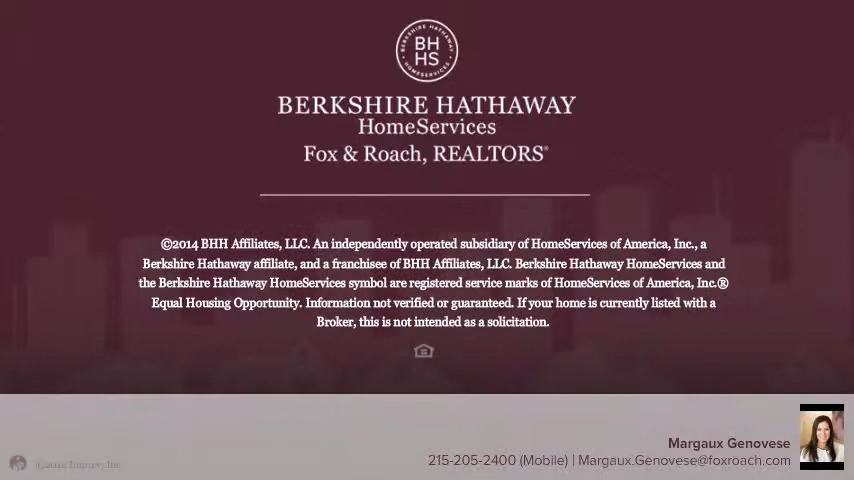 BERKSHIRE HATHAWAY
HOMESERVICES
BH
HS
BERKSHIRE HATHAWAY
HomeServices
Fox & Roach, REALTORS®
©2014 BHH Affiliates, LLC. An independently operated subsidiary of HomeServices of America, Inc., a
Berkshire Hathaway affiliate, and a franchisee of BHH Affiliates, LLC. Berkshire Hathaway HomeServices and
the Berkshire Hathaway HomeServices symbol are registered service marks of HomeServices of America, Inc.®
Equal Housing Opportunity. Information not verified or guaranteed. If your home is currently listed with a
Broker, this is not intended as a solicitation.
Margaux Genovese
215-205-2400 (Mobile) | Margaux.Genovese@foxroach.com